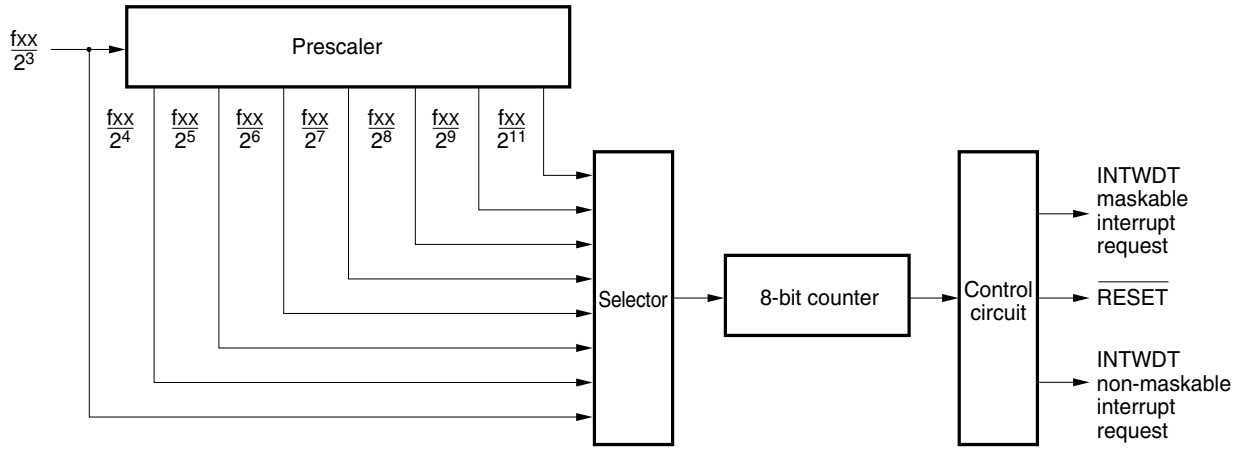 fxx
2³
Prescaler
fxx
2⁴
fxx
2⁵
fxx
2⁶
fxx
2⁷
fxx
2⁸
fxx
2⁹
fxx
2¹¹
Selector
8-bit counter
Control
circuit
INTWDT
maskable
interrupt
request
RESET
INTWDT
non-maskable
interrupt
request